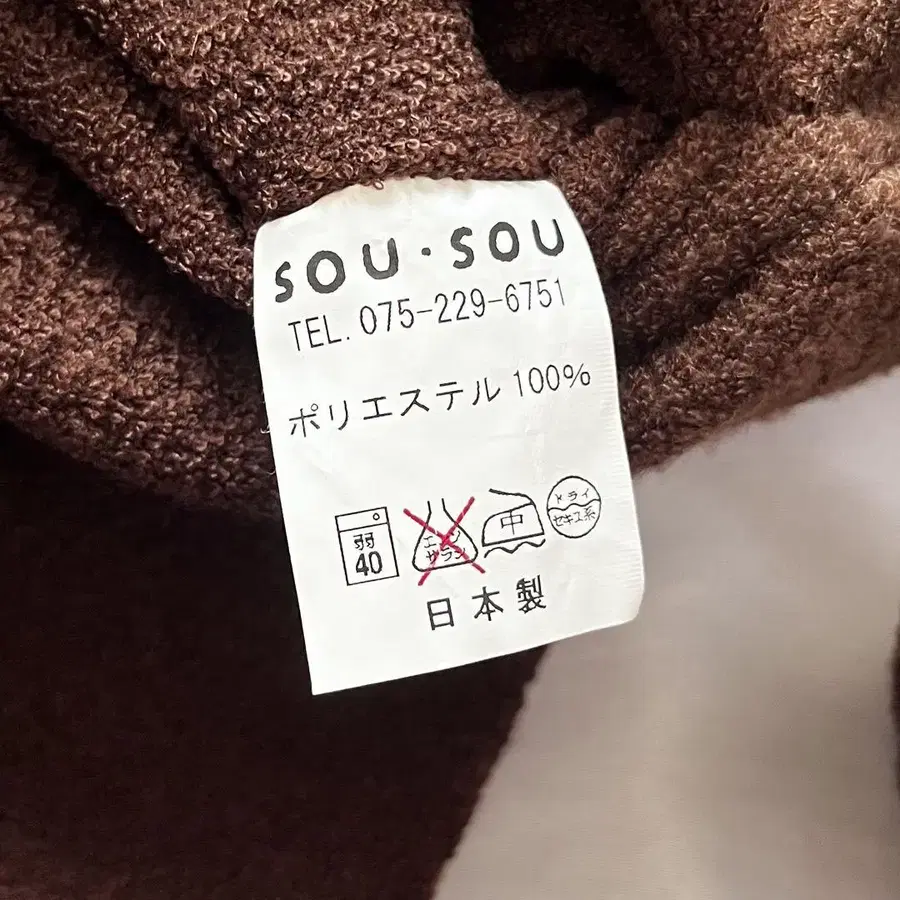 SOU・SOU
TEL. 075-229-6751
ポリエステル 100%
弱
40
エンソ
サラシ
中
ドライ
セキユ系
日本製